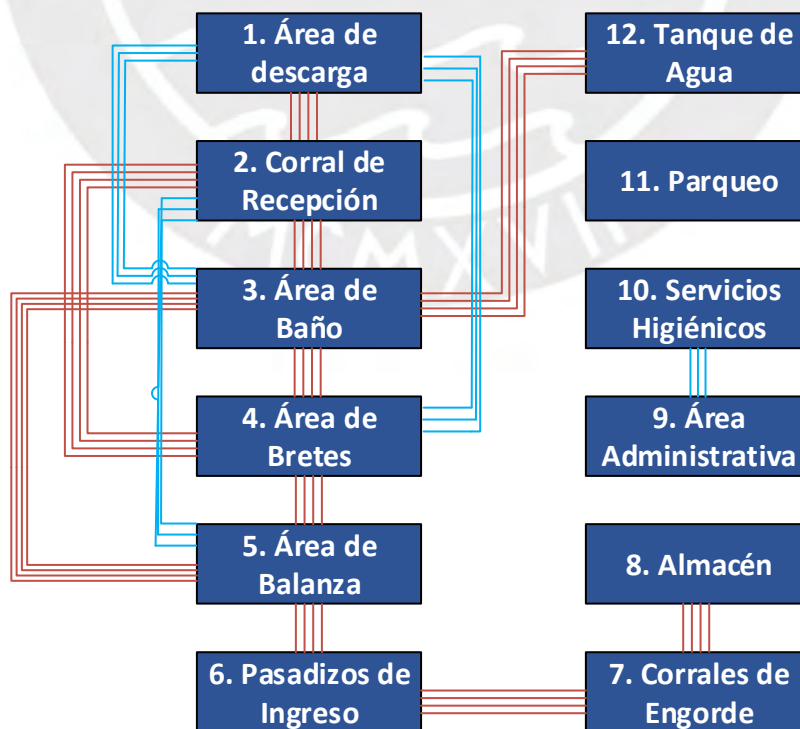 1. Área de
descarga
12. Tanque de
Agua
2. Corral de
Recepción
11. Parqueo
3. Área de
Baño
10. Servicios
Higiénicos
4. Área de
Bretes
9. Área
Administrativa
5. Área de
Balanza
8. Almacén
6. Pasadizos de
Ingreso
7. Corrales de
Engorde
MCMXVII